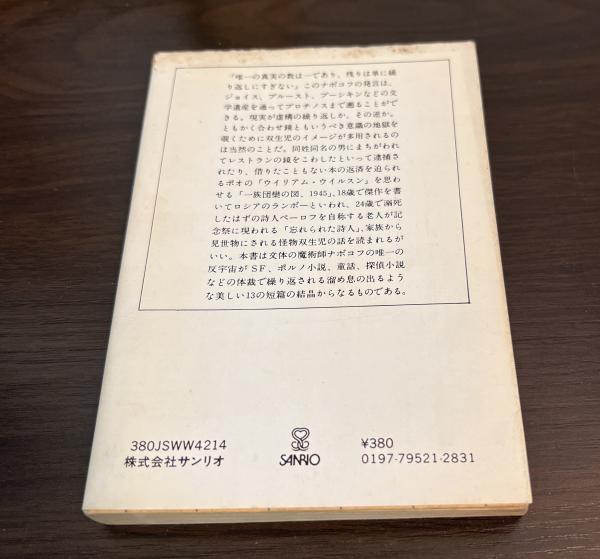 「唯一の真実の数は一であり、残りは単に繰
り返しにすぎない」このナボコフの発言は、
ジョイス、プルースト、プーシキンなどの文
学遺産を通ってプロチノスまで遡ることがで
きる。現実が虚構の繰り返しか、その逆か。
ともかく合わせ鏡ともいうべき意識の地獄を
覗くために双生児のイメージが多用されるの
は当然のことだ。同姓同名の男にまちがわれ
てレストランの鏡をこわしたといって逮捕さ
れたり、借りたこともない本の返済を迫られ
るポオの「ウイリアム・ウイルスン」を思わ
せる「一族団欒の図、1945」、18歳で傑作を書
いてロシアのランボーといわれ、24歳で溺死
したはずの詩人ペーロフを自称する老人が記
念祭に現われる「忘れられた詩人」、家族から
見世物にされる怪物双生児の話を読まれるが
いい。本書は文体の魔術師ナボコフの唯一の
反宇宙がSF、ポルノ小説、童話、探偵小説
などの体裁で繰り返される溜め息の出るよう
な美しい13の短篇の結晶からなるものである。
380JSWW4214
株式会社サンリオ
SANRIO
¥380
0197-79521-2831